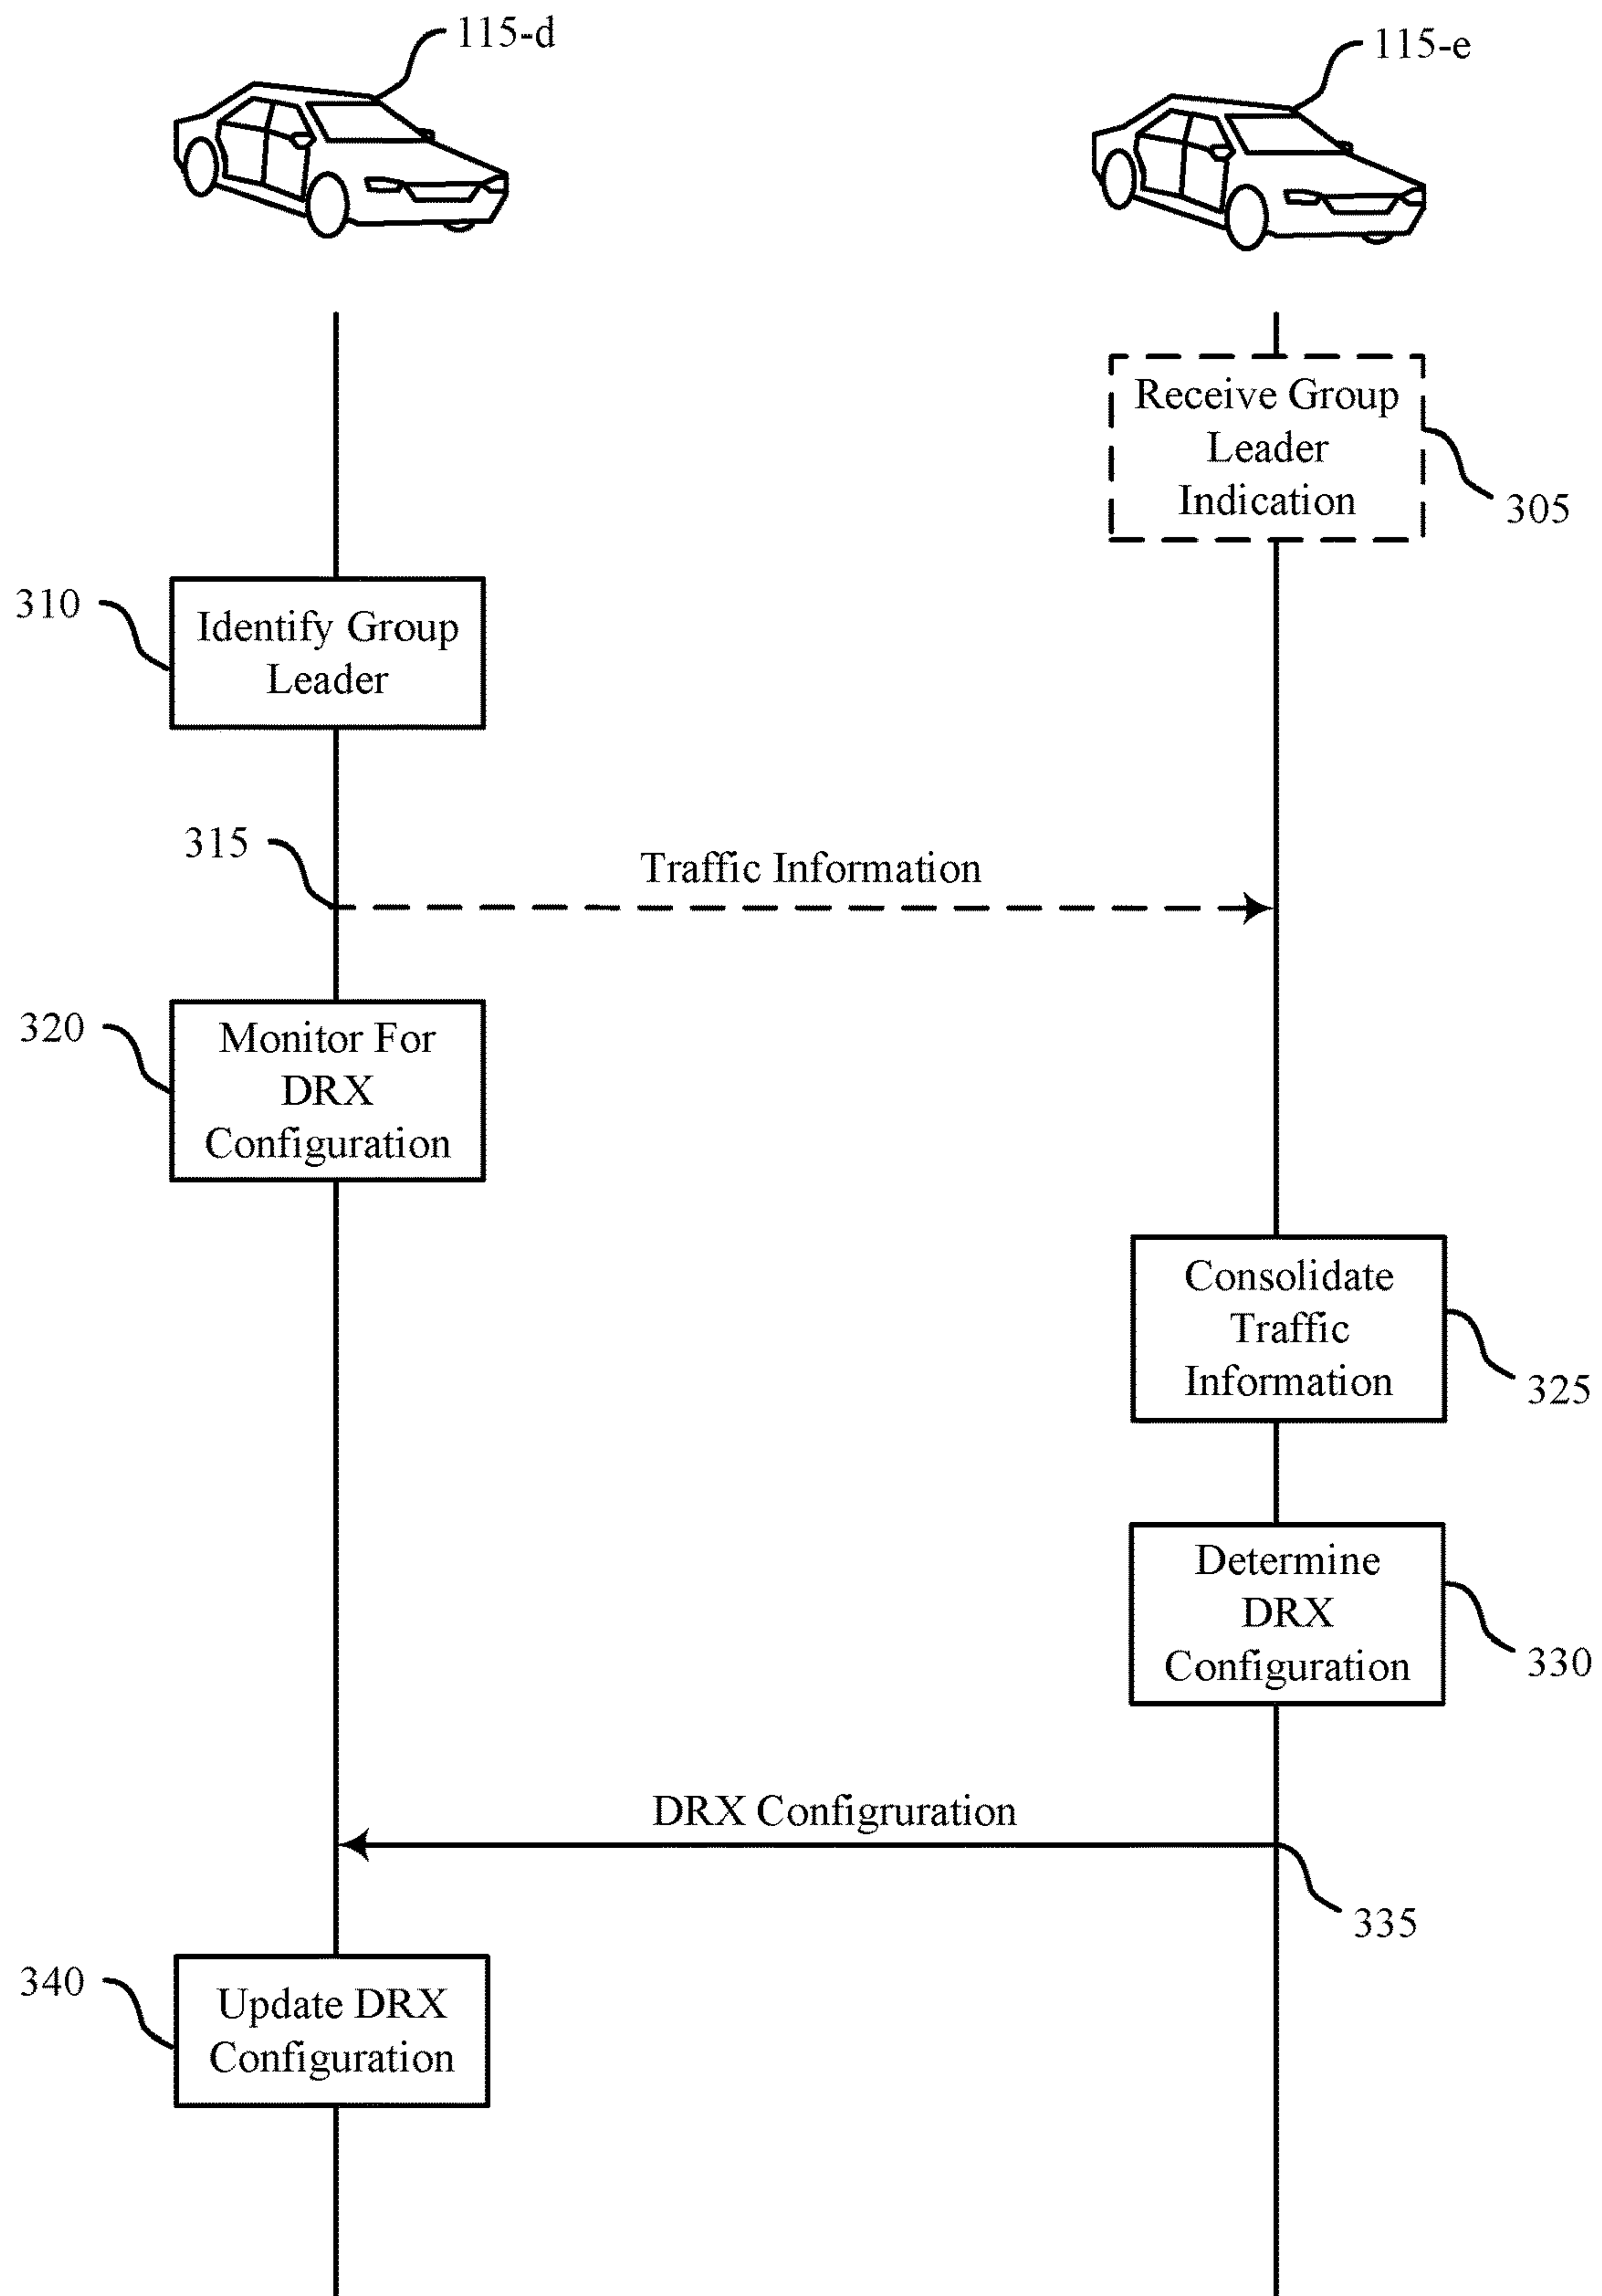 115-d
115-e
Receive Group
Leader
Indication
305
310
Identify Group
Leader
315
Traffic Information
320
Monitor For
DRX
Configuration
Consolidate
Traffic
Information
325
Determine
DRX
Configuration
330
DRX Configruration
335
340
Update DRX
Configuration